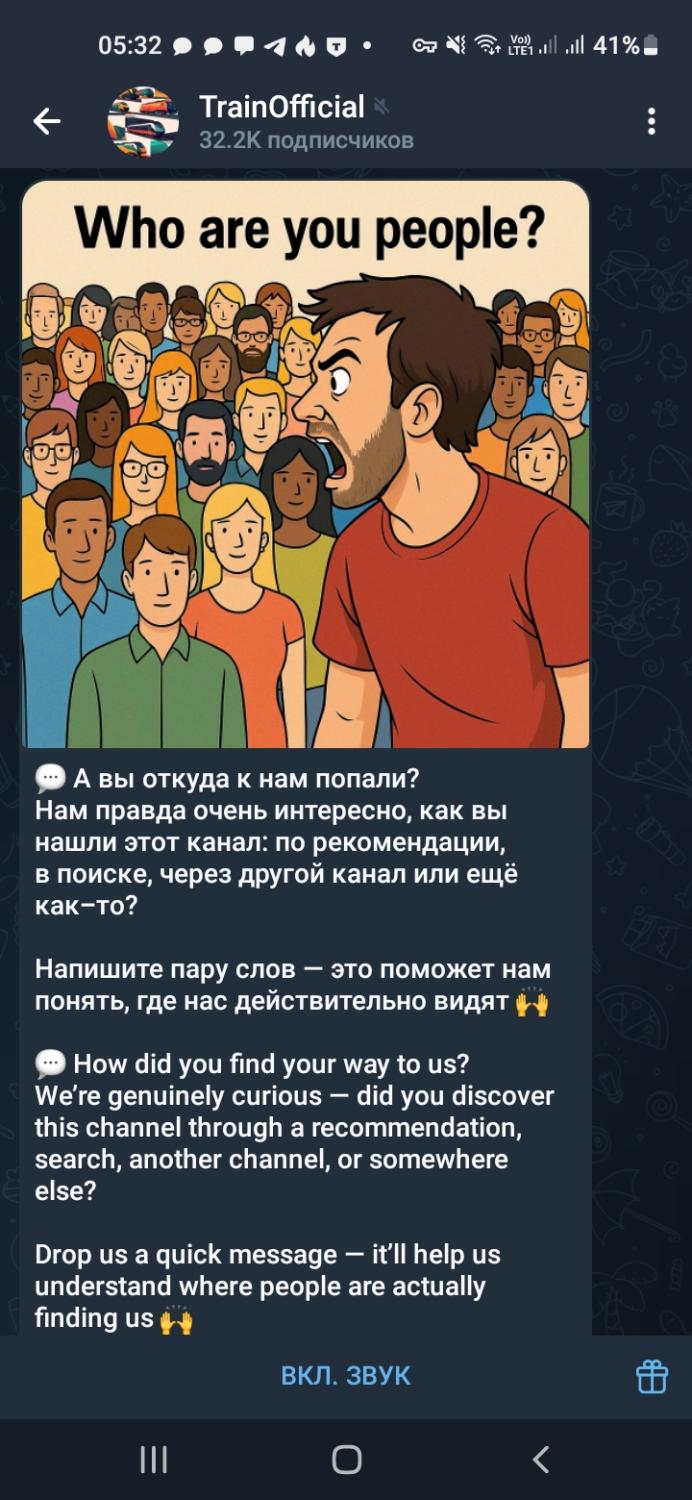 05:32
Vo)) LTE1 41%
TrainOfficial
32.2K подписчиков
Who are you people?
💬 А вы откуда к нам попали?
Нам правда очень интересно, как вы
нашли этот канал: по рекомендации,
в поиске, через другой канал или ещё
как–то?
Напишите пару слов — это поможет нам
понять, где нас действительно видят 🙌
💬 How did you find your way to us?
We’re genuinely curious — did you discover
this channel through a recommendation,
search, another channel, or somewhere
else?
Drop us a quick message — it’ll help us
understand where people are actually
finding us 🙌
ВКЛ. ЗВУК